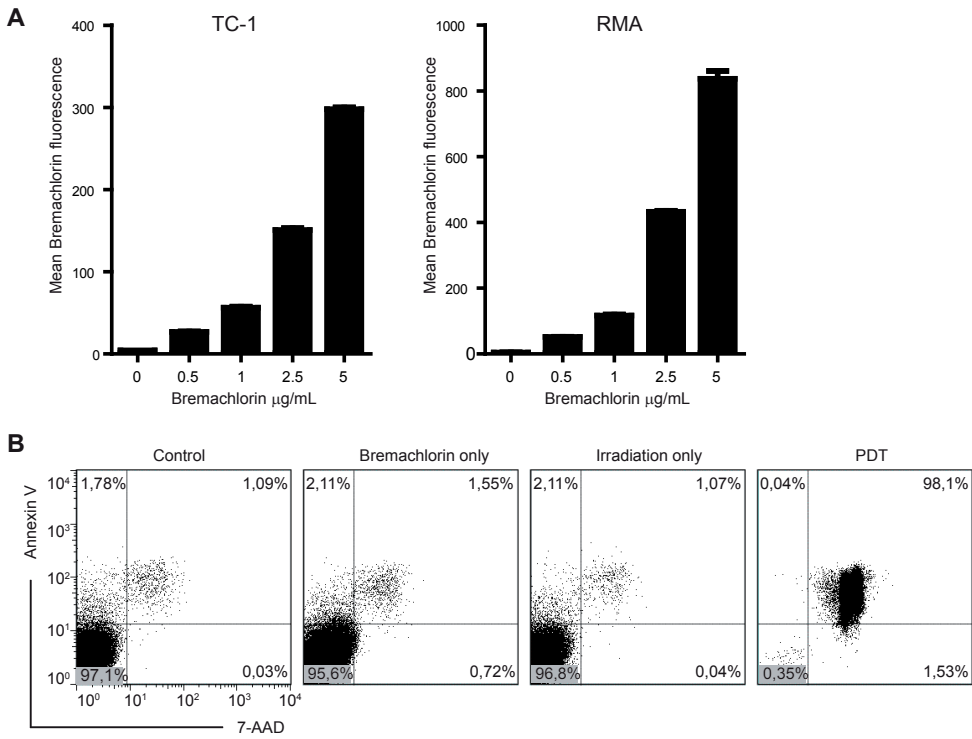 A
TC-1
RMA
Mean Bremachlorin fluorescence
400
300
200
100
0
0 0.5 1 2.5 5
Bremachlorin μg/mL
Mean Bremachlorin fluorescence
1000
800
600
400
200
0
0 0.5 1 2.5 5
Bremachlorin μg/mL
B
Control
Bremachlorin only
Irradiation only
PDT
Annexin V
10⁴
10³
10²
10¹
10⁰
1,78% 1,09%
97,1% 0,03%
10⁰ 10¹ 10² 10³ 10⁴
7-AAD
2,11% 1,55%
95,6% 0,72%
2,11% 1,07%
96,8% 0,04%
0,04% 98,1%
0,35% 1,53%